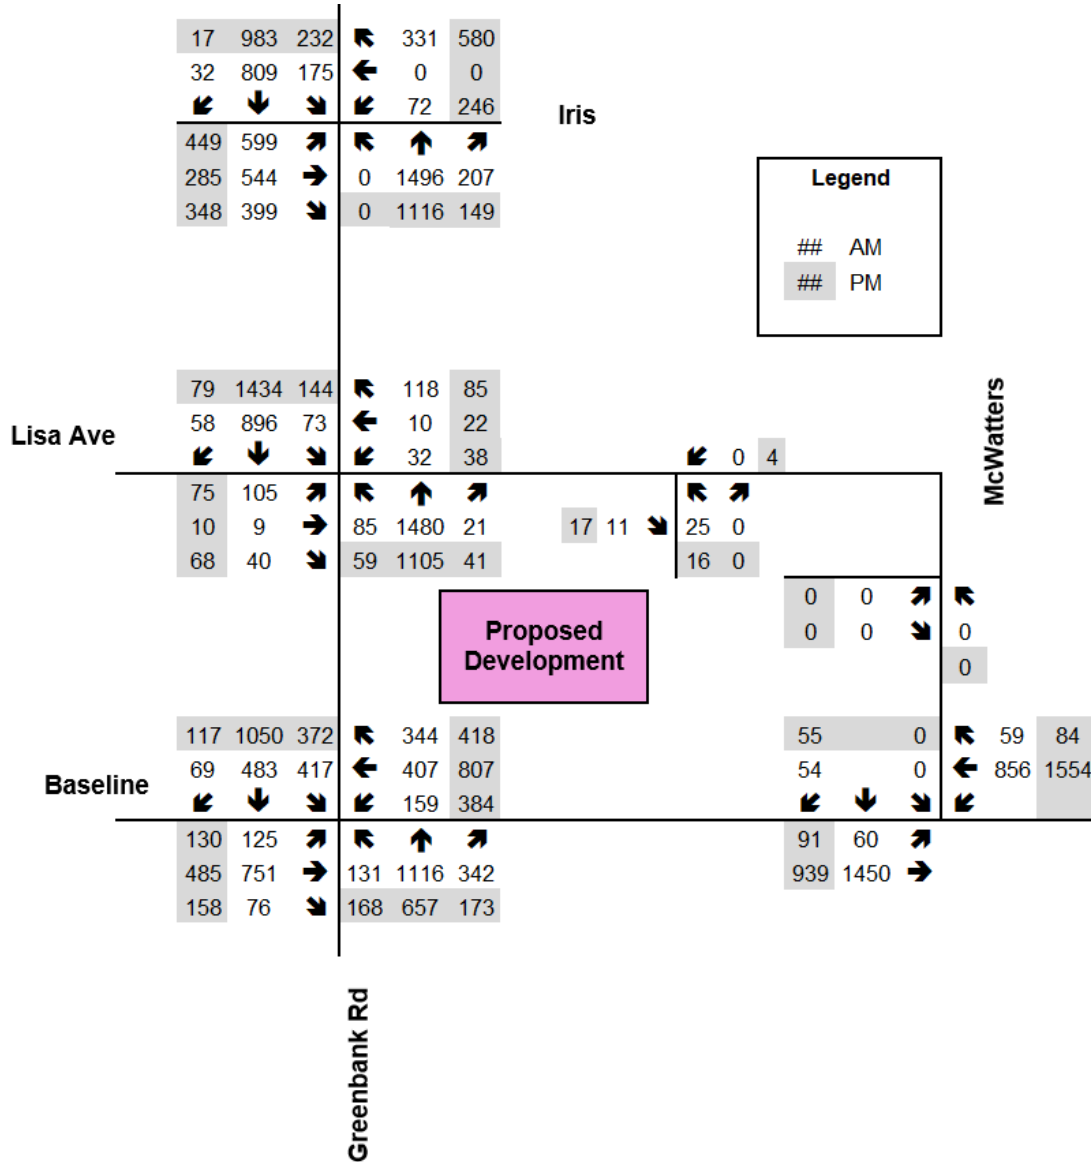 17 983 232 331 580
32 809 175 0 0
72 246
Iris
449 599
285 544 0 1496 207
348 399 0 1116 149
Legend
## AM
## PM
79 1434 144 118 85
58 896 73 10 22
Lisa Ave
32 38
0 4
McWatters
75 105
10 9 85 1480 21
17 11 25 0
68 40 59 1105 41
16 0
0 0
0 0 0
0
Proposed
Development
117 1050 372 344 418
55 0 59 84
69 483 417 407 807
54 0 856 1554
Baseline
159 384
130 125
91 60
485 751 131 1116 342
939 1450
158 76 168 657 173
Greenbank Rd